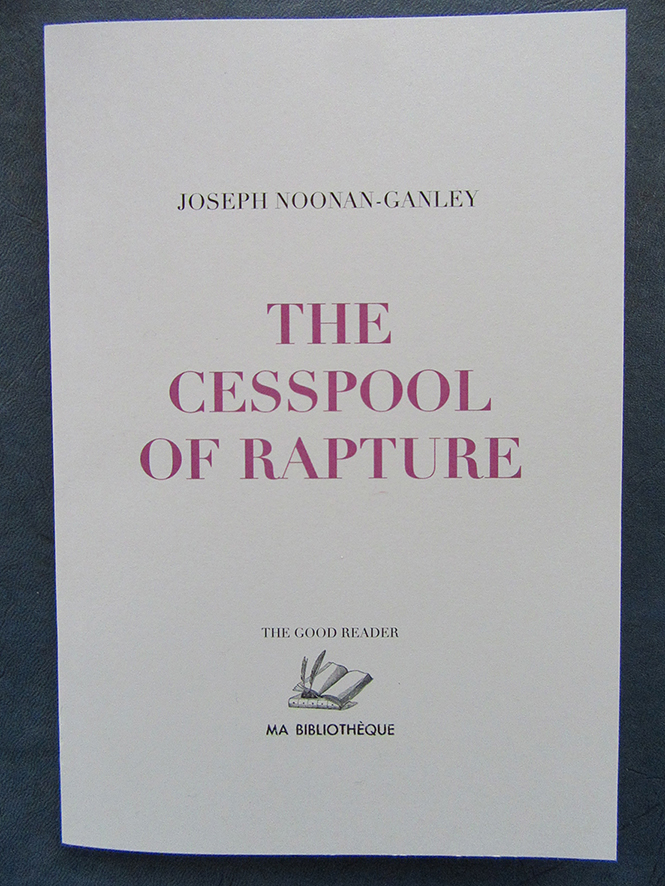 JOSEPH NOONAN-GANLEY
THE
CESSPOOL
OF RAPTURE
THE GOOD READER
MA BIBLIOTHÈQUE